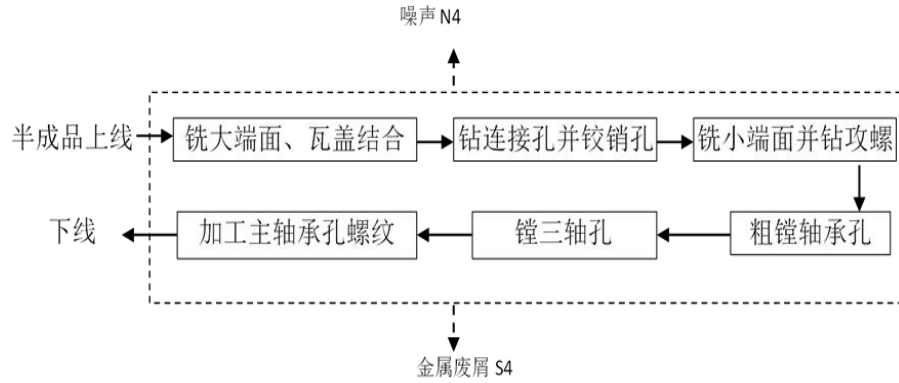 噪声 N4
半成品上线
铣大端面、瓦盖结合
钻连接孔并铰销孔
铣小端面并钻攻螺
粗镗轴承孔
镗三轴孔
加工主轴承孔螺纹
下线
金属废屑 S4